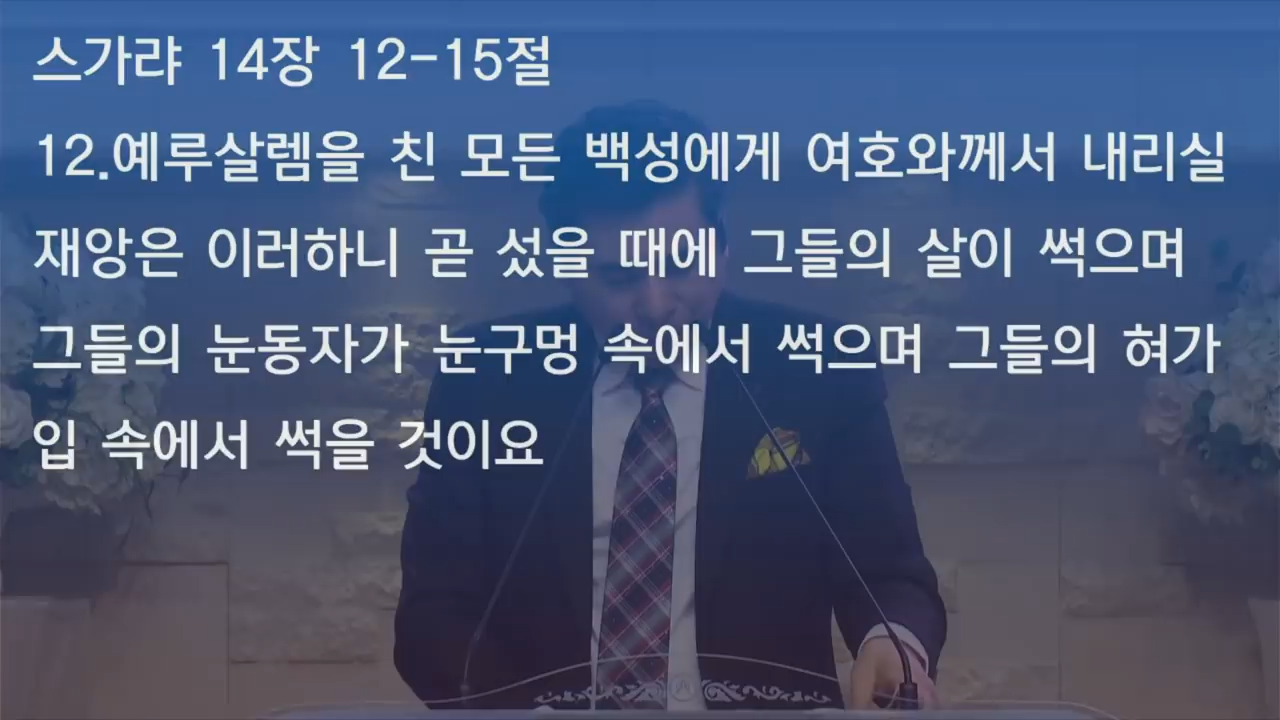 스가랴 14장 12-15절
12.예루살렘을 친 모든 백성에게 여호와께서 내리실
재앙은 이러하니 곧 섰을 때에 그들의 살이 썩으며
그들의 눈동자가 눈구멍 속에서 썩으며 그들의 혀가
입 속에서 썩을 것이요